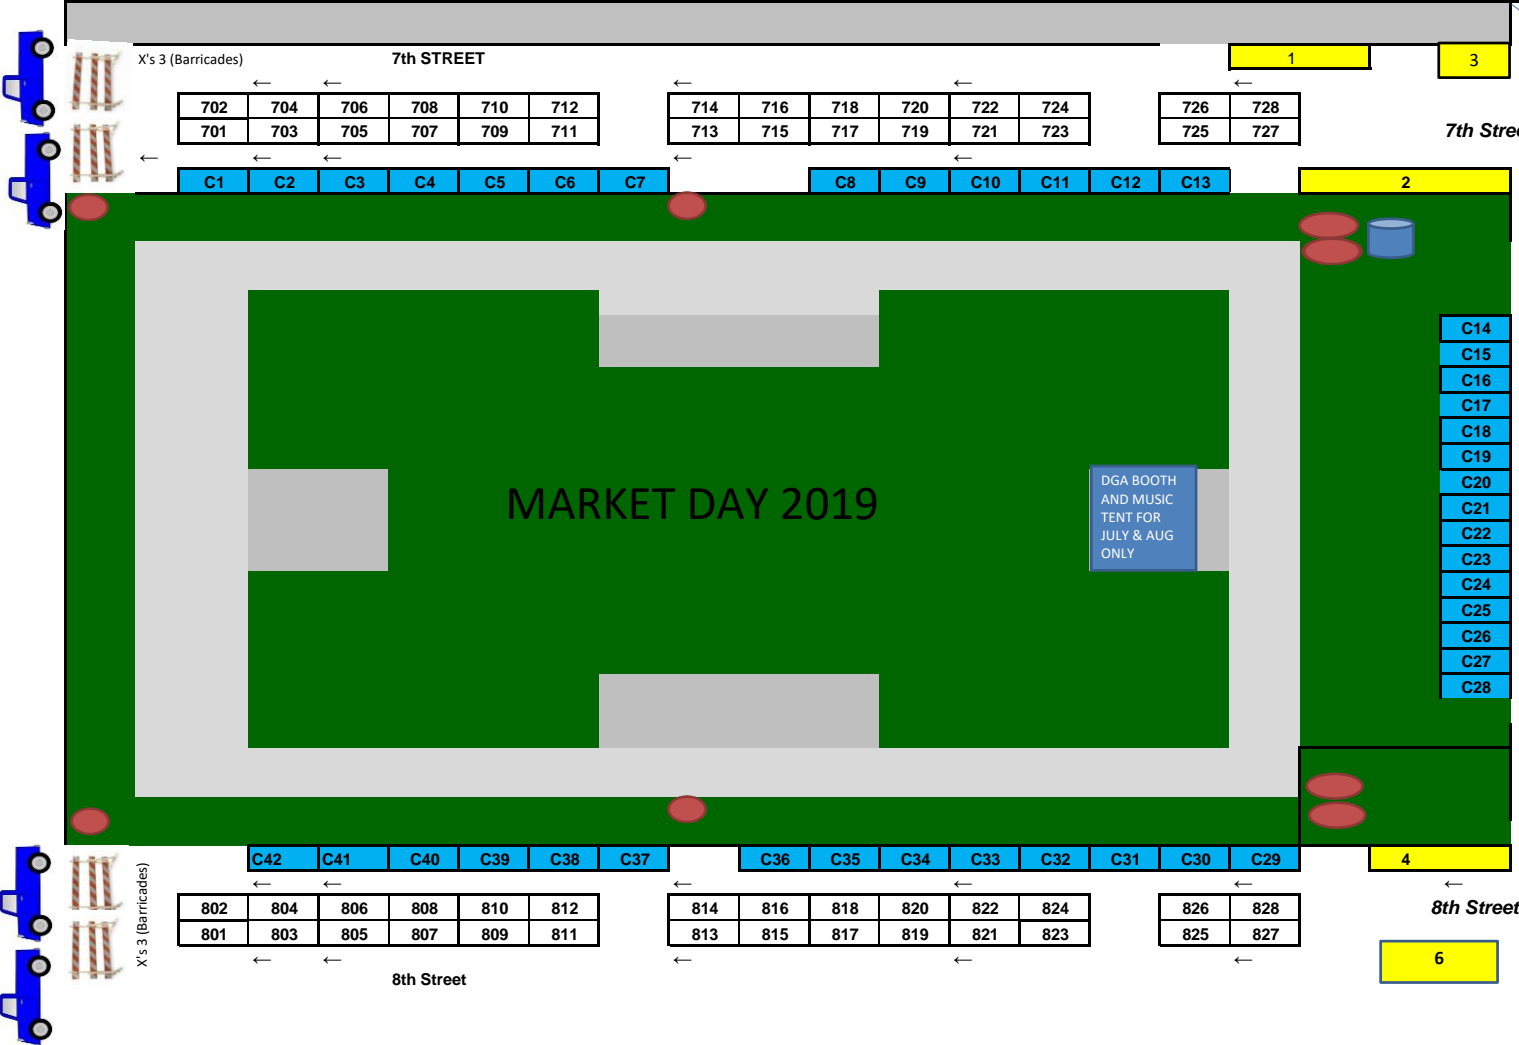 X's 3 (Barricades)
7th STREET
1
3
← ← ← ← ←
702 704 706 708 710 712 714 716 718 720 722 724 726 728
701 703 705 707 709 711 713 715 717 719 721 723 725 727
7th Stree
← ← ← ← ←
C1 C2 C3 C4 C5 C6 C7 C8 C9 C10 C11 C12 C13
2
C14
C15
C16
C17
C18
C19
C20
C21
C22
C23
C24
C25
C26
C27
C28
MARKET DAY 2019
DGA BOOTH
AND MUSIC
TENT FOR
JULY & AUG
ONLY
C42 C41 C40 C39 C38 C37 C36 C35 C34 C33 C32 C31 C30 C29
4
← ← ← ← ← ←
X's 3 (Barricades)
802 804 806 808 810 812 814 816 818 820 822 824 826 828
8th Street
801 803 805 807 809 811 813 815 817 819 821 823 825 827
6
← ← ← ← ←
8th Street